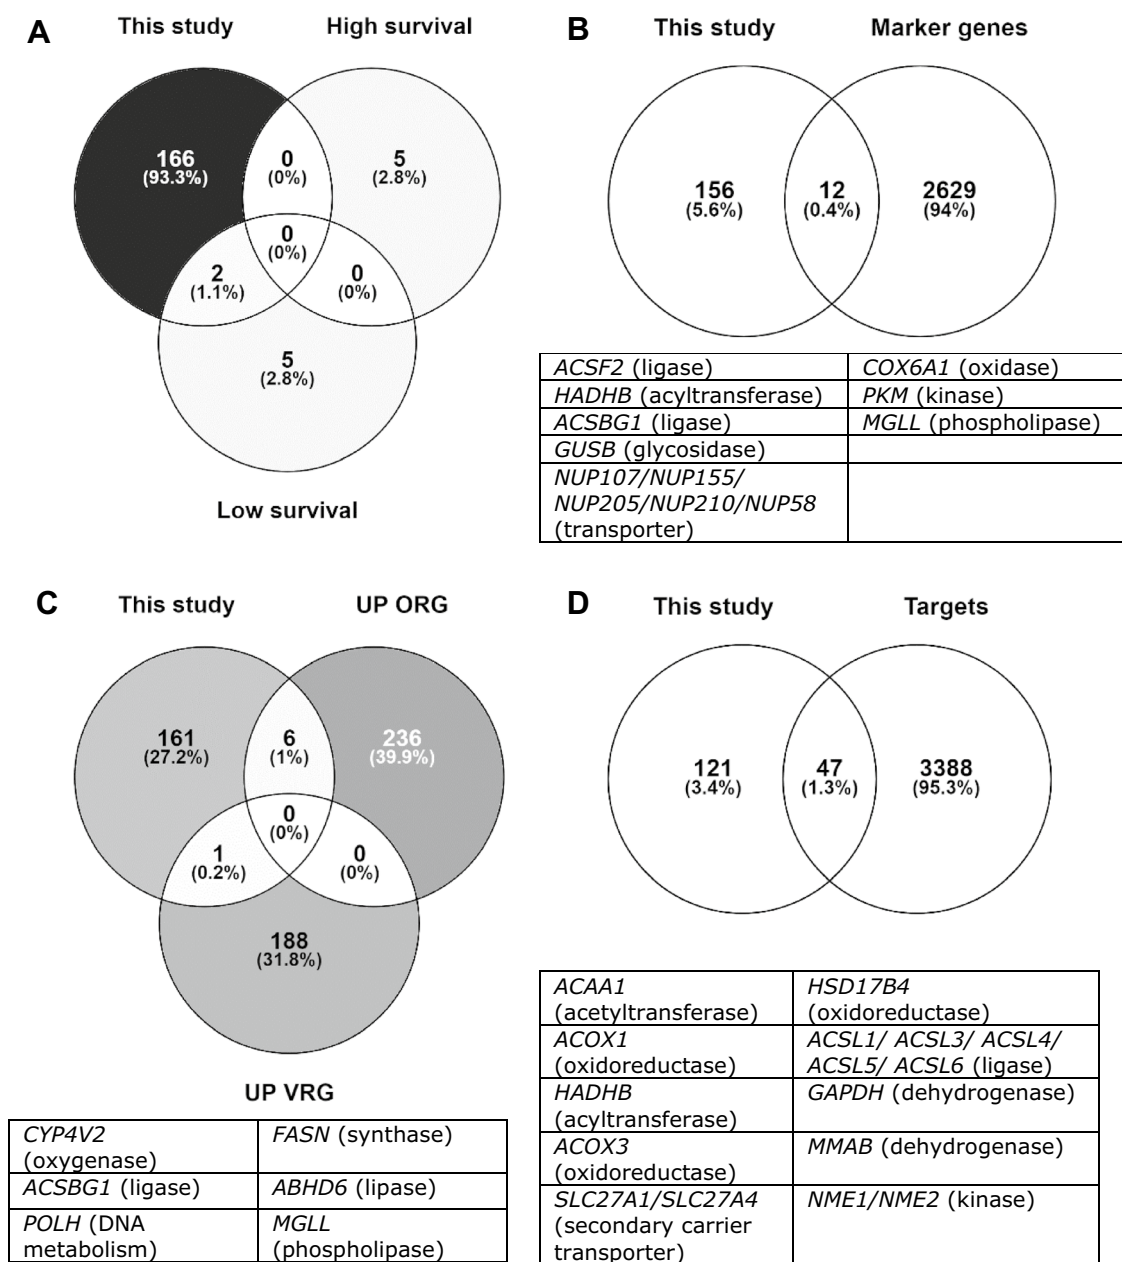 A
This study
High survival
166
(93.3%)
0
(0%)
5
(2.8%)
0
(0%)
2
(1.1%)
0
(0%)
5
(2.8%)
Low survival
B
This study
Marker genes
156
(5.6%)
12
(0.4%)
2629
(94%)
ACSF2 (ligase)
COX6A1 (oxidase)
HADHB (acyltransferase)
PKM (kinase)
ACSBG1 (ligase)
MGLL (phospholipase)
GUSB (glycosidase)
NUP107/NUP155/
NUP205/NUP210/NUP58
(transporter)
C
This study
UP ORG
161
(27.2%)
6
(1%)
236
(39.9%)
0
(0%)
1
(0.2%)
0
(0%)
188
(31.8%)
UP VRG
CYP4V2
(oxygenase)
FASN (synthase)
ACSBG1 (ligase)
ABHD6 (lipase)
POLH (DNA
metabolism)
MGLL
(phospholipase)
D
This study
Targets
121
(3.4%)
47
(1.3%)
3388
(95.3%)
ACAA1
(acetyltransferase)
HSD17B4
(oxidoreductase)
ACOX1
(oxidoreductase)
ACSL1/ ACSL3/ ACSL4/
ACSL5/ ACSL6 (ligase)
HADHB
(acyltransferase)
GAPDH (dehydrogenase)
ACOX3
(oxidoreductase)
MMAB (dehydrogenase)
SLC27A1/SLC27A4
(secondary carrier
transporter)
NME1/NME2 (kinase)